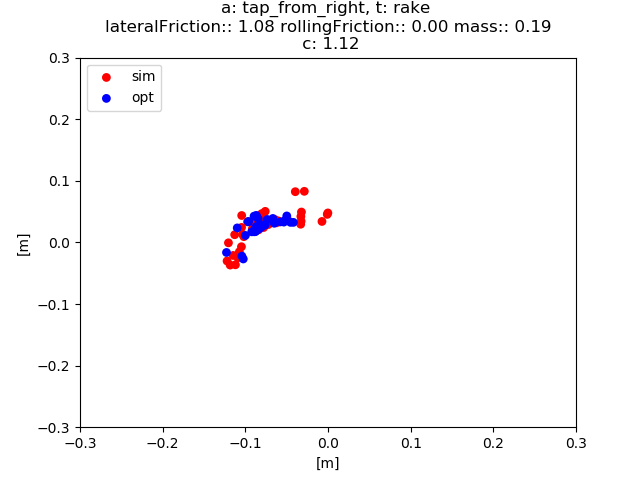 a: tap_from_right, t: rake
lateralFriction:: 1.08 rollingFriction:: 0.00 mass:: 0.19
c: 1.12
sim
opt
0.3
0.2
0.1
0.0
−0.1
−0.2
−0.3
[m]
−0.3
−0.2
−0.1
0.0
0.1
0.2
0.3
[m]